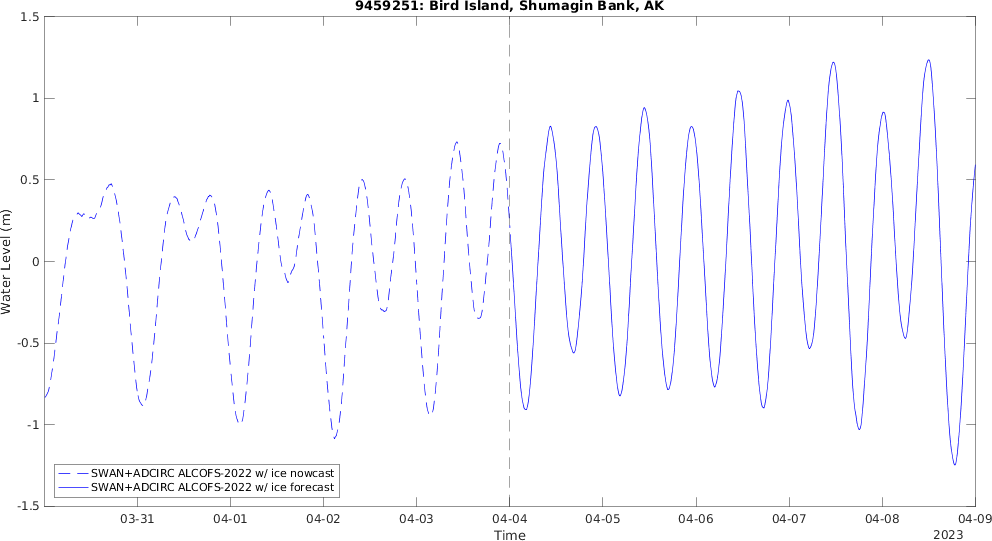 9459251: Bird Island, Shumagin Bank, AK
1.5
1
0.5
0
-0.5
-1
-1.5
Water Level (m)
SWAN+ADCIRC ALCOFS-2022 w/ ice nowcast
SWAN+ADCIRC ALCOFS-2022 w/ ice forecast
03-31 04-01 04-02 04-03 04-04 04-05 04-06 04-07 04-08 04-09
Time
2023